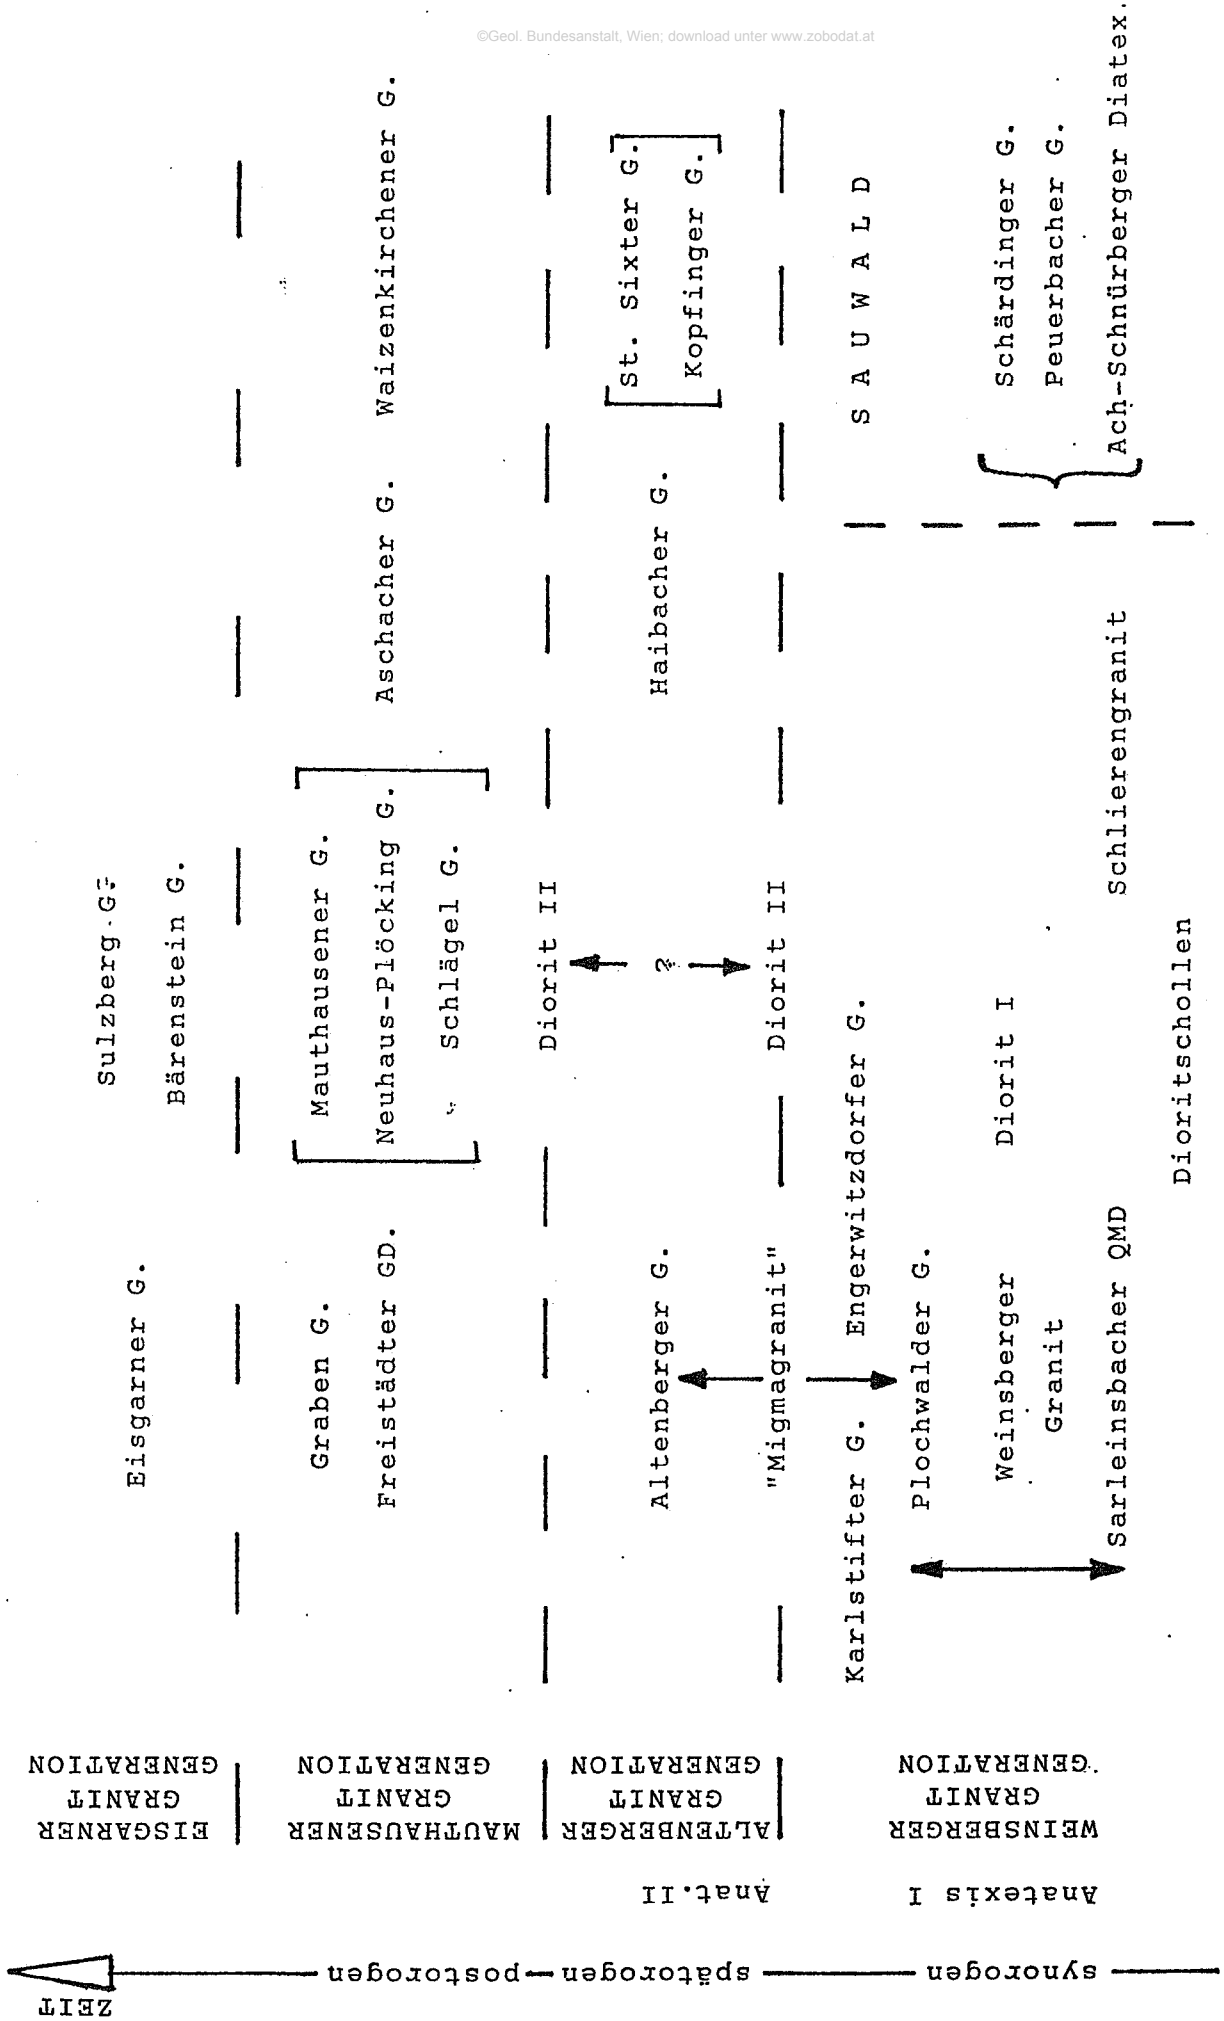 ©Geol. Bundesanstalt, Wien; download unter www.zobodat.at
ZEIT
EISGARNER
GRANIT
GENERATION
Eisgarner G.
Sulzberg G.
Bärenstein G.
postorogen
MAUTHAUSENER
GRANIT
GENERATION
Graben G.
Freistädter GD.
Mauthausener G.
Neuhaus-Plöcking G.
Schlägel G.
Aschacher G.
Waizenkirchener G.
Diorit II
spätorogen
Anat.II
ALTENBERGER
GRANIT
GENERATION
Altenberger G.
?
Haibacher G.
St. Sixter G.
Kopfinger G.
"Migmagranit"
Diorit II
synorogen
Anatexis I
WEINSBERGER
GRANIT
GENERATION
Karlstifter G.
Engerwitzdorfer G.
SAUWALD
Plochwalder G.
Weinsberger
Granit
Diorit I
Schärdinger G.
Peuerbacher G.
Sarleinsbacher QMD
Schlierengranit
Ach-Schnürberger Diatex.
Dioritschollen